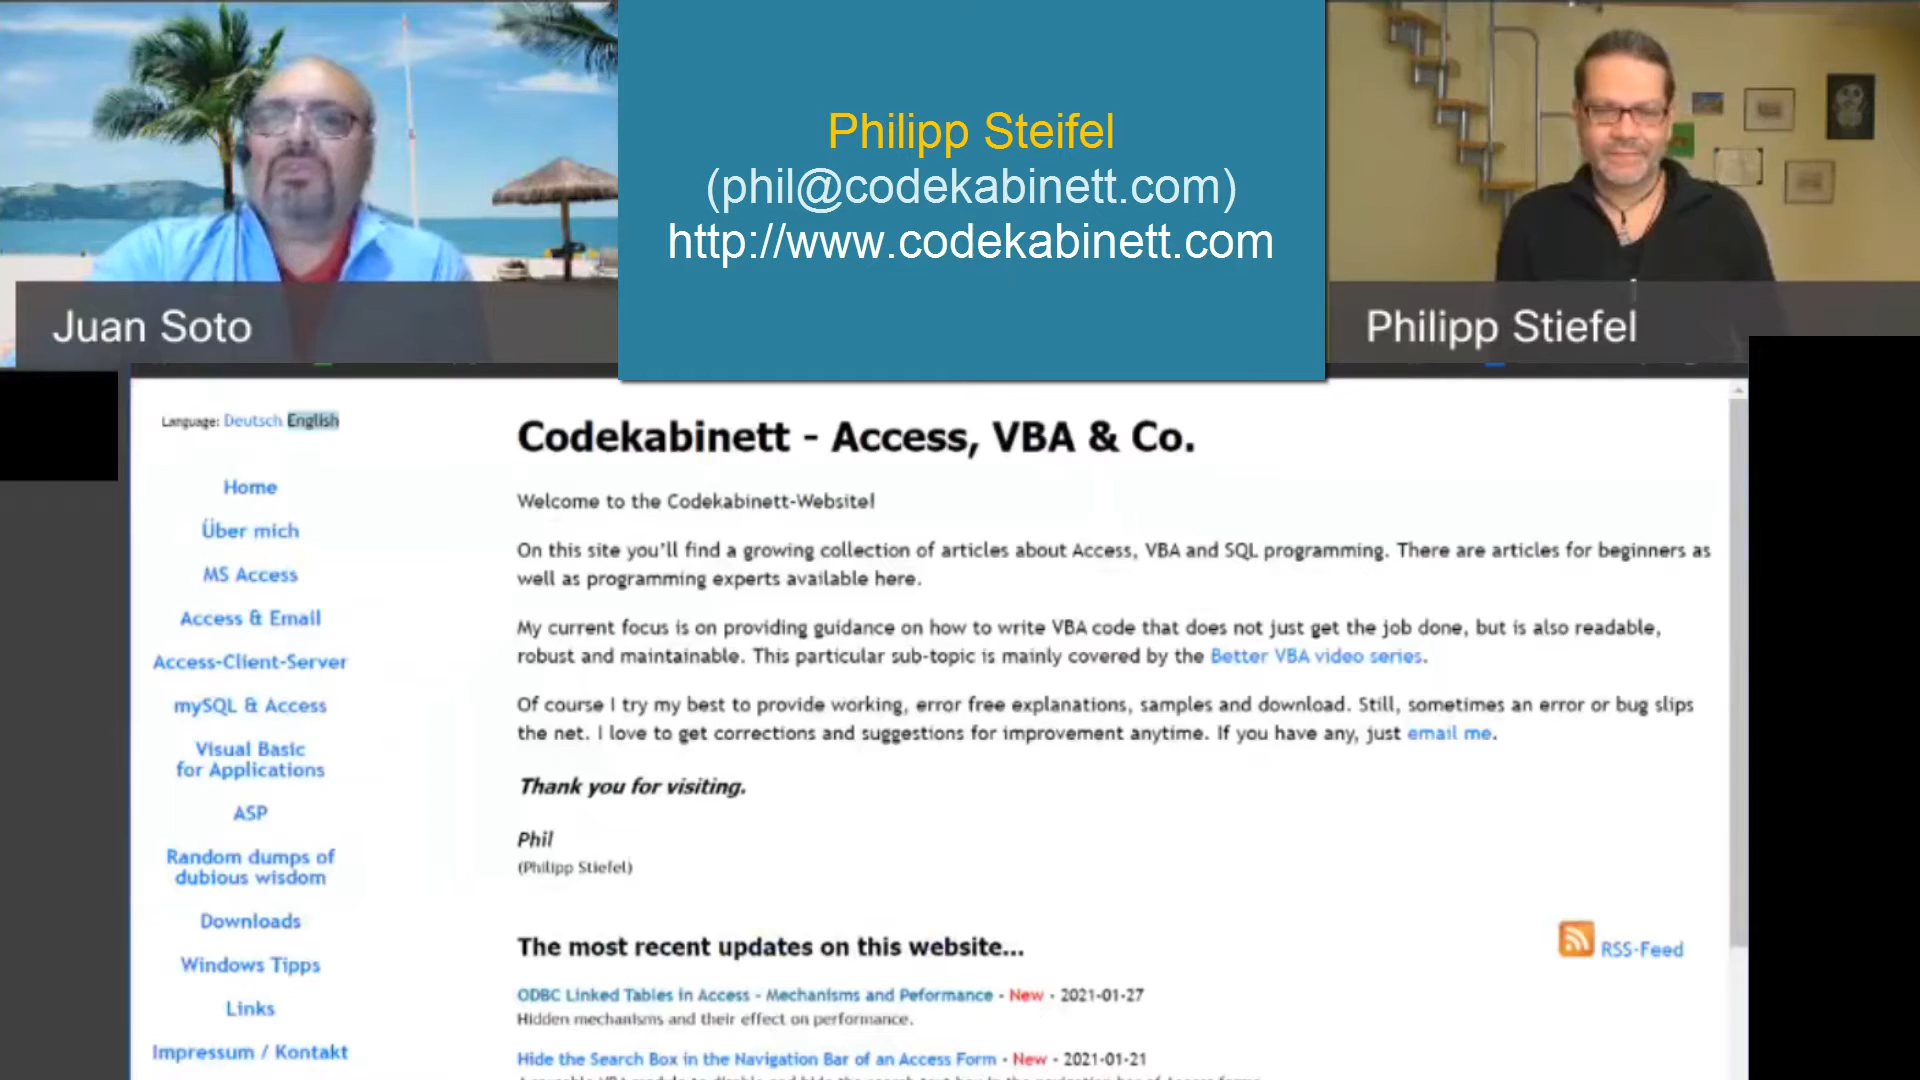 Philipp Steifel
(phil@codekabinett.com)
http://www.codekabinett.com
Juan Soto
Philipp Stiefel
Language: Deutsch English
Home
Über mich
MS Access
Access & Email
Access-Client-Server
mySQL & Access
Visual Basic
for Applications
ASP
Random dumps of
dubious wisdom
Downloads
Windows Tipps
Links
Impressum / Kontakt
Codekabinett - Access, VBA & Co.
Welcome to the Codekabinett-Website!
On this site you'll find a growing collection of articles about Access, VBA and SQL programming. There are articles for beginners as
well as programming experts available here.
My current focus is on providing guidance on how to write VBA code that does not just get the job done, but is also readable,
robust and maintainable. This particular sub-topic is mainly covered by the Better VBA video series.
Of course I try my best to provide working, error free explanations, samples and download. Still, sometimes an error or bug slips
the net. I love to get corrections and suggestions for improvement anytime. If you have any, just email me.
Thank you for visiting.
Phil
(Philipp Stiefel)
The most recent updates on this website...
RSS-Feed
ODBC Linked Tables in Access - Mechanisms and Peformance - New - 2021-01-27
Hidden mechanisms and their effect on performance.
Hide the Search Box in the Navigation Bar of an Access Form - New - 2021-01-21